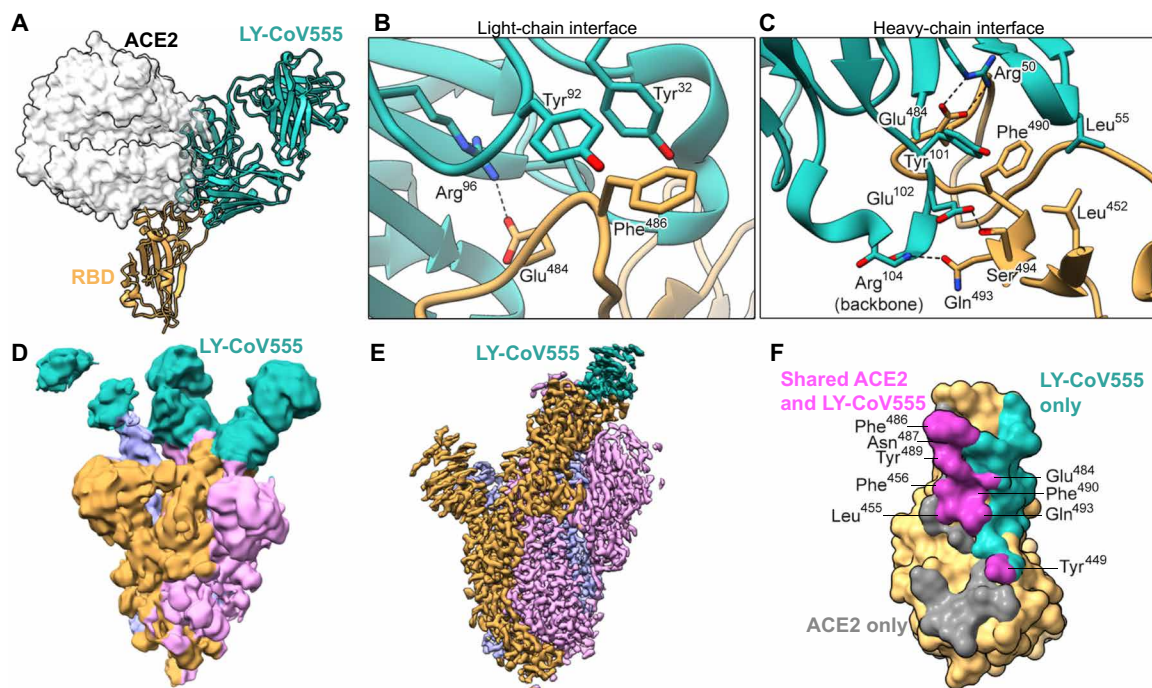 A
ACE2
LY-CoV555
RBD
B
Light-chain interface
Tyr92
Tyr32
Arg96
Phe486
Glu484
C
Heavy-chain interface
Arg50
Glu484
Phe490
Leu55
Tyr101
Glu102
Leu452
Ser494
Arg104
(backbone)
Gln493
D
LY-CoV555
E
LY-CoV555
F
Shared ACE2
and LY-CoV555
LY-CoV555
only
Phe486
Asn487
Tyr489
Phe456
Leu455
Glu484
Phe490
Gln493
Tyr449
ACE2 only